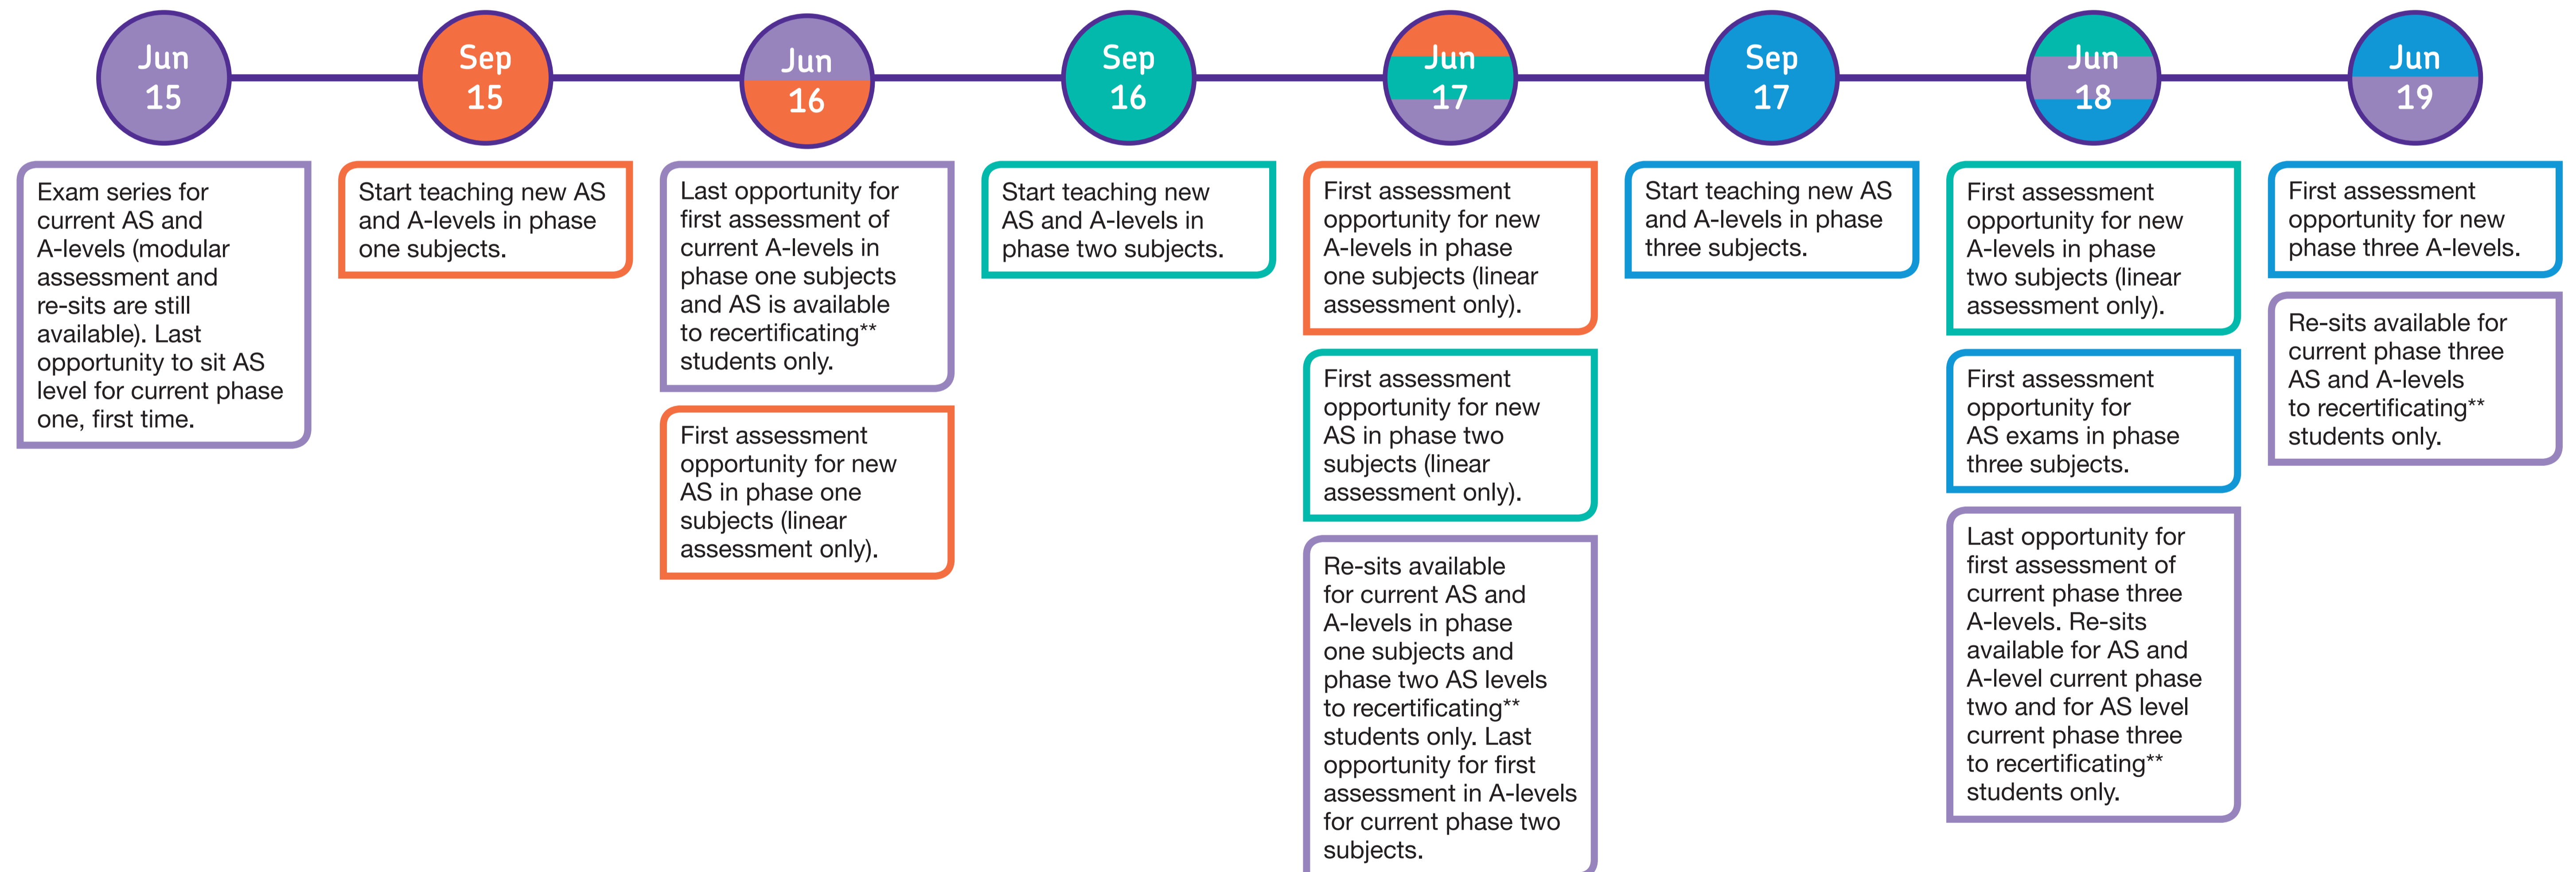 Jun
15
Sep
15
Jun
16
Sep
16
Jun
17
Sep
17
Jun
18
Jun
19
Exam series for
current AS and
A-levels (modular
assessment and
re-sits are still
available). Last
opportunity to sit AS
level for current phase
one, first time.
Start teaching new AS
and A-levels in phase
one subjects.
Last opportunity for
first assessment of
current A-levels in
phase one subjects
and AS is available
to recertificating**
students only.
First assessment
opportunity for new
AS in phase one
subjects (linear
assessment only).
Start teaching new
AS and A-levels in
phase two subjects.
First assessment
opportunity for new
A-levels in phase
one subjects (linear
assessment only).
First assessment
opportunity for new
AS in phase two
subjects (linear
assessment only).
Re-sits available
for current AS and
A-levels in phase
one subjects and
phase two AS levels
to recertificating**
students only. Last
opportunity for first
assessment in A-levels
for current phase two
subjects.
Start teaching new AS
and A-levels in phase
three subjects.
First assessment
opportunity for new
A-levels in phase
two subjects (linear
assessment only).
First assessment
opportunity for
AS exams in phase
three subjects.
Last opportunity for
first assessment of
current phase three
A-levels. Re-sits
available for AS and
A-level current phase
two and for AS level
current phase three
to recertificating**
students only.
First assessment
opportunity for new
phase three A-levels.
Re-sits available for
current phase three
AS and A-levels
to recertificating**
students only.